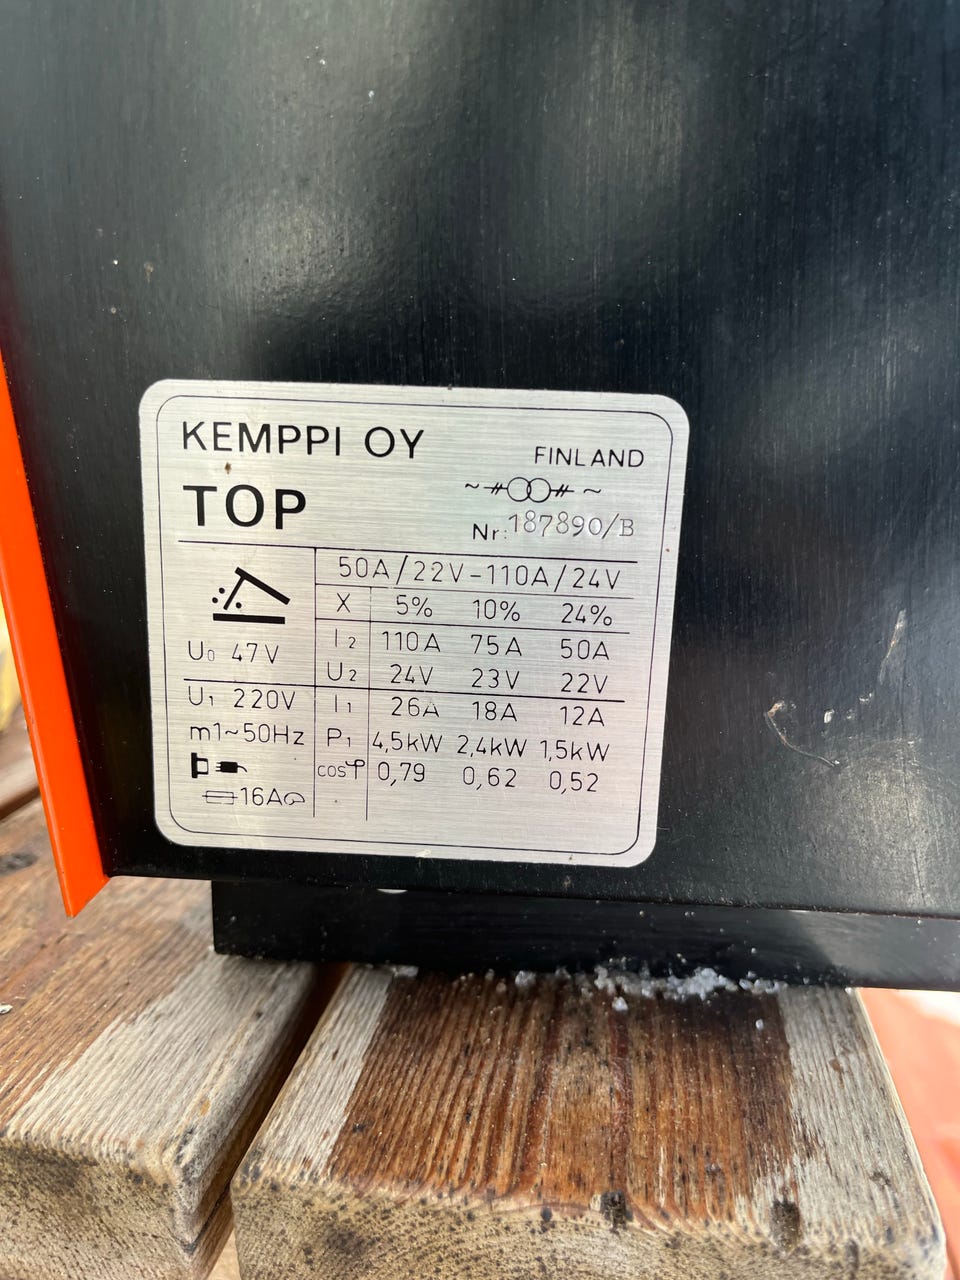 KEMPPI OY
FINLAND
TOP
Nr: 187890/B
50A/22V-110A/24V
X 5% 10% 24%
I2 110A 75A 50A
U0 47V
U2 24V 23V 22V
U1 220V
I1 26A 18A 12A
m1~50Hz
P1 4,5kW 2,4kW 1,5kW
cosφ 0,79 0,62 0,52
16A